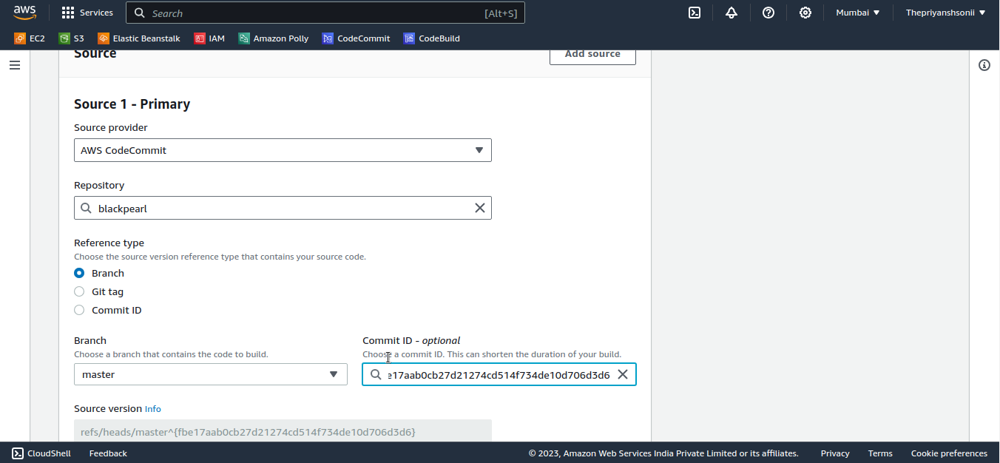 aws
Services
Search
[Alt+S]
Mumbai
Thepriyanshsonii
EC2
S3
Elastic Beanstalk
IAM
Amazon Polly
CodeCommit
CodeBuild
Source
Add source
Source 1 - Primary
Source provider
AWS CodeCommit
Repository
blackpearl
Reference type
Choose the source version reference type that contains your source code.
Branch
Git tag
Commit ID
Branch
Choose a branch that contains the code to build.
master
Commit ID - optional
Choose a commit ID. This can shorten the duration of your build.
e17aab0cb27d21274cd514f734de10d706d3d6
Source version Info
refs/heads/master^{fbe17aab0cb27d21274cd514f734de10d706d3d6}
CloudShell
Feedback
© 2023, Amazon Web Services India Private Limited or its affiliates.
Privacy
Terms
Cookie preferences